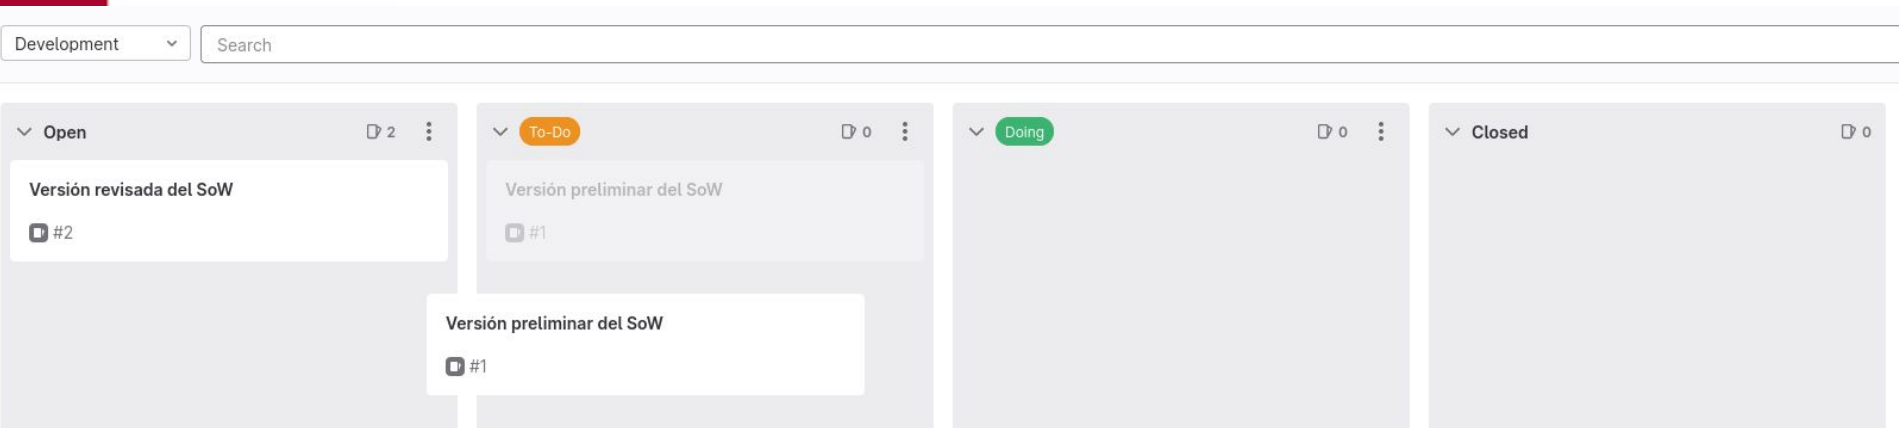 Development
Search
Open
2
To-Do
0
Doing
0
Closed
0
Versión revisada del SoW
#2
Versión preliminar del SoW
#1
Versión preliminar del SoW
#1